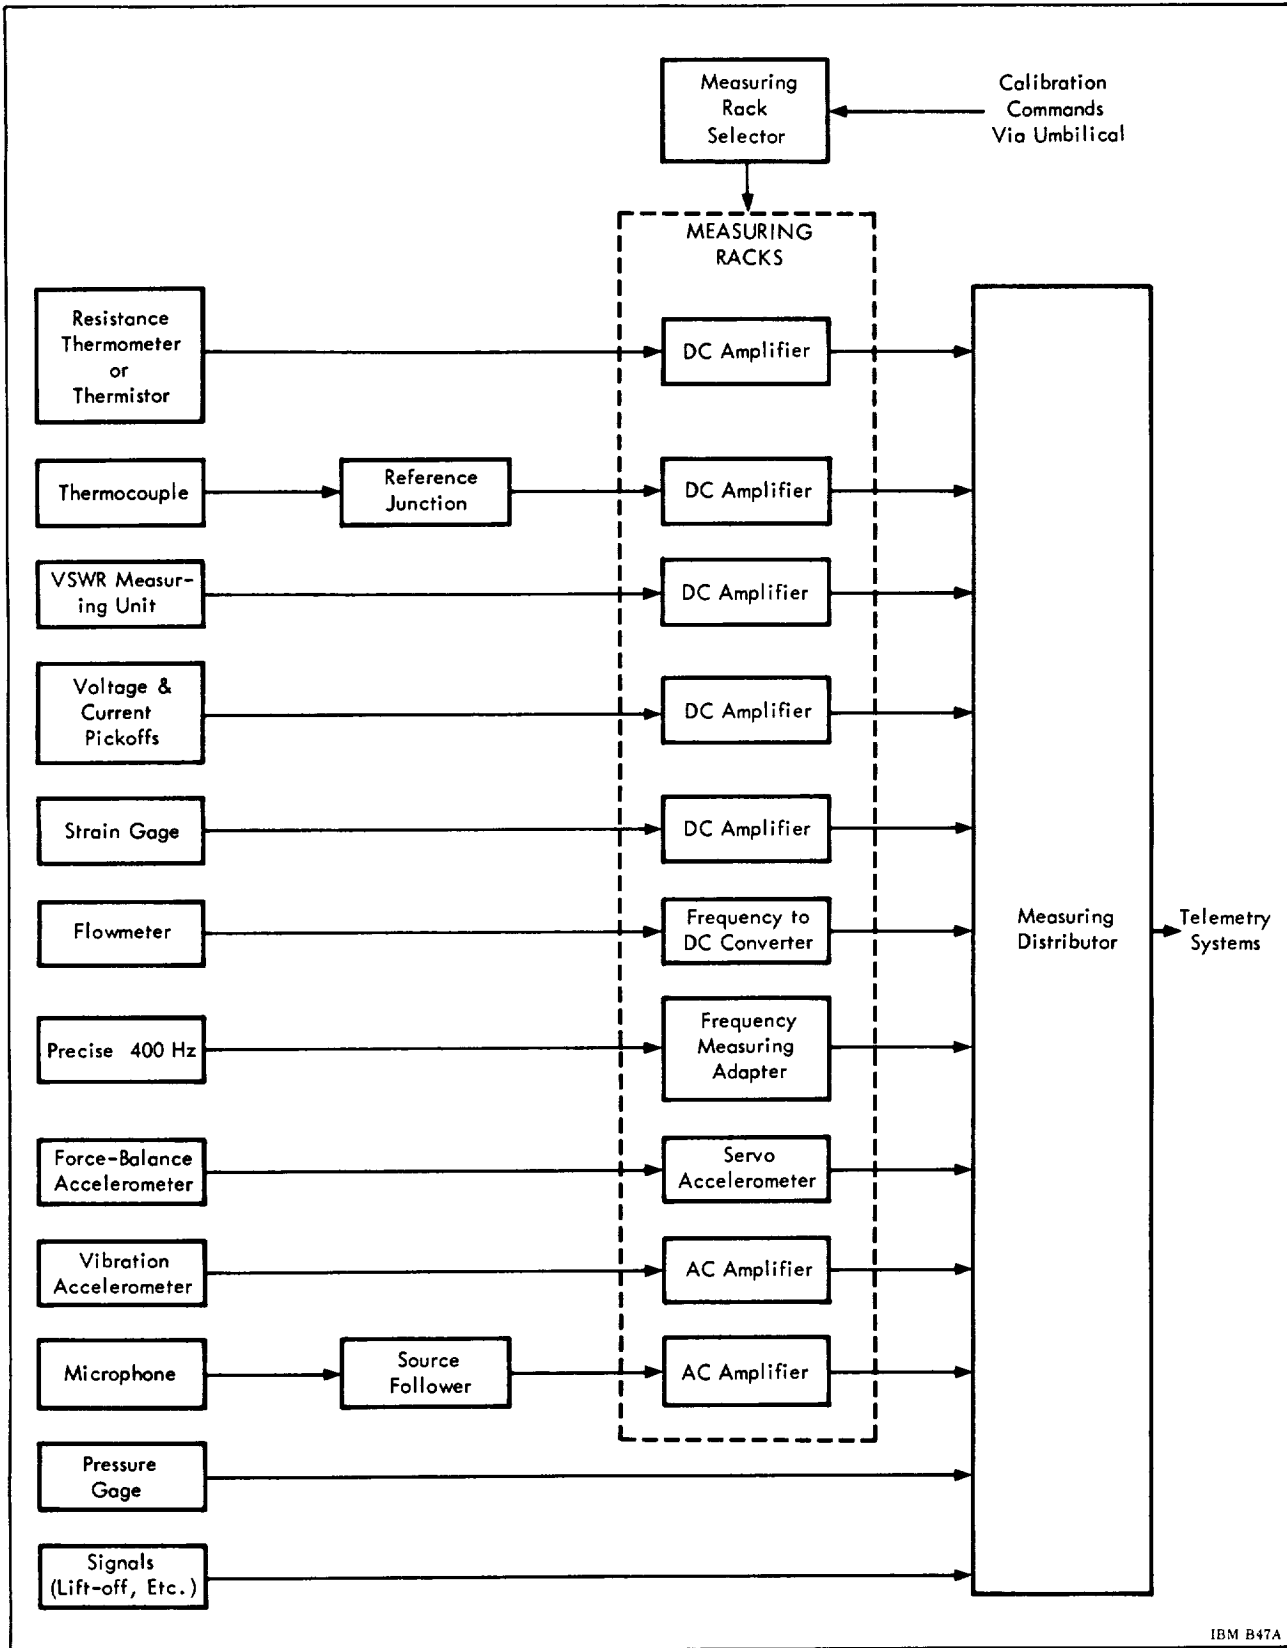 Measuring
Rack
Selector
Calibration
Commands
Via Umbilical
MEASURING
RACKS
Resistance
Thermometer
or
Thermistor
DC Amplifier
Thermocouple
Reference
Junction
DC Amplifier
VSWR Measur-
ing Unit
DC Amplifier
Voltage &
Current
Pickoffs
DC Amplifier
Strain Gage
DC Amplifier
Flowmeter
Frequency to
DC Converter
Measuring
Distributor
Telemetry
Systems
Precise 400 Hz
Frequency
Measuring
Adapter
Force-Balance
Accelerometer
Servo
Accelerometer
Vibration
Accelerometer
AC Amplifier
Microphone
Source
Follower
AC Amplifier
Pressure
Gage
Signals
(Lift-off, Etc.)
IBM B47A